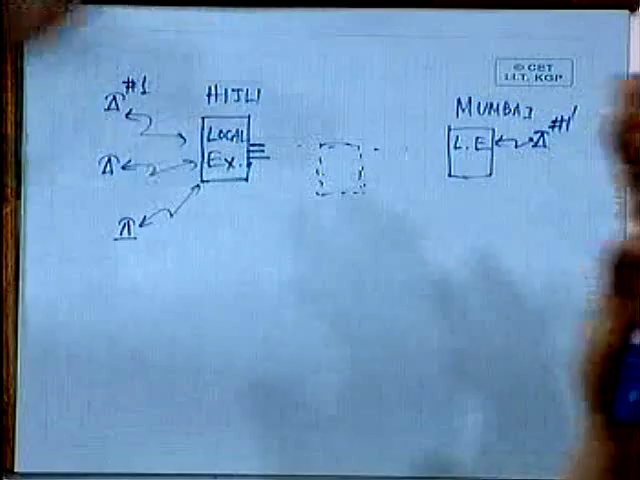 © CET
I.I.T. KGP
#1
HIJLI
MUMBAI
LOCAL
EX.
L.E
#1'